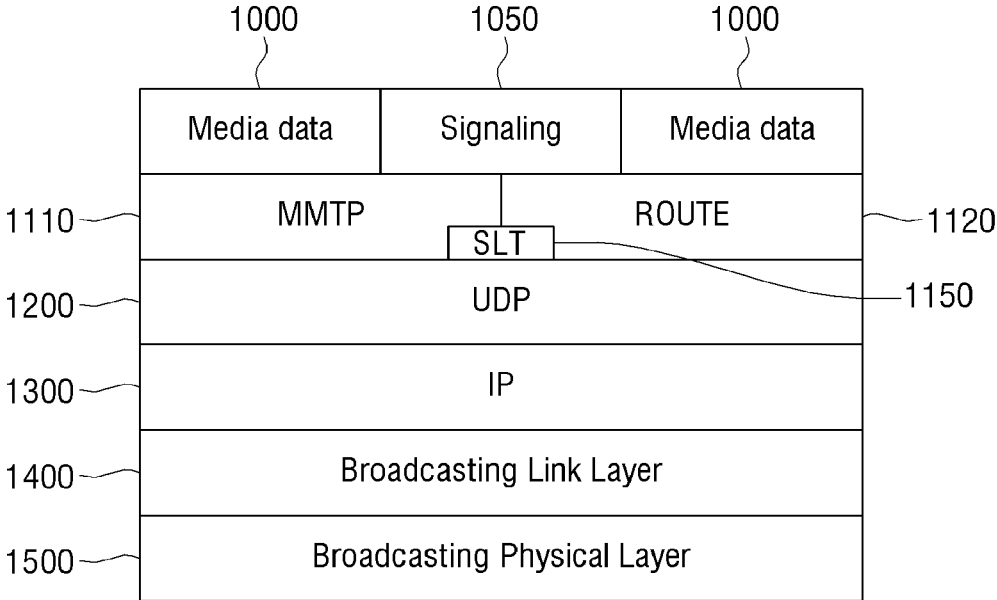 1000 1050 1000
Media data Signaling Media data
1110 MMTP ROUTE 1120
SLT
1200 UDP 1150
1300 IP
1400 Broadcasting Link Layer
1500 Broadcasting Physical Layer